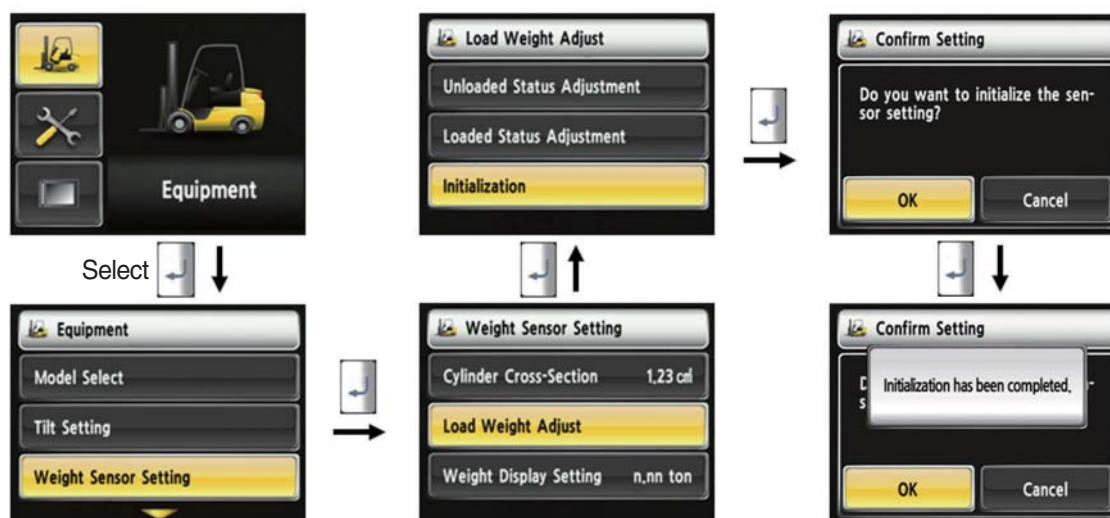 Equipment
Select
Equipment
Model Select
Tilt Setting
Weight Sensor Setting
Weight Sensor Setting
Cylinder Cross-Section 1.23 ㎠
Load Weight Adjust
Weight Display Setting n.nn ton
Load Weight Adjust
Unloaded Status Adjustment
Loaded Status Adjustment
Initialization
Confirm Setting
Do you want to initialize the sen-
sor setting?
OK Cancel
Confirm Setting
Initialization has been completed.
OK Cancel